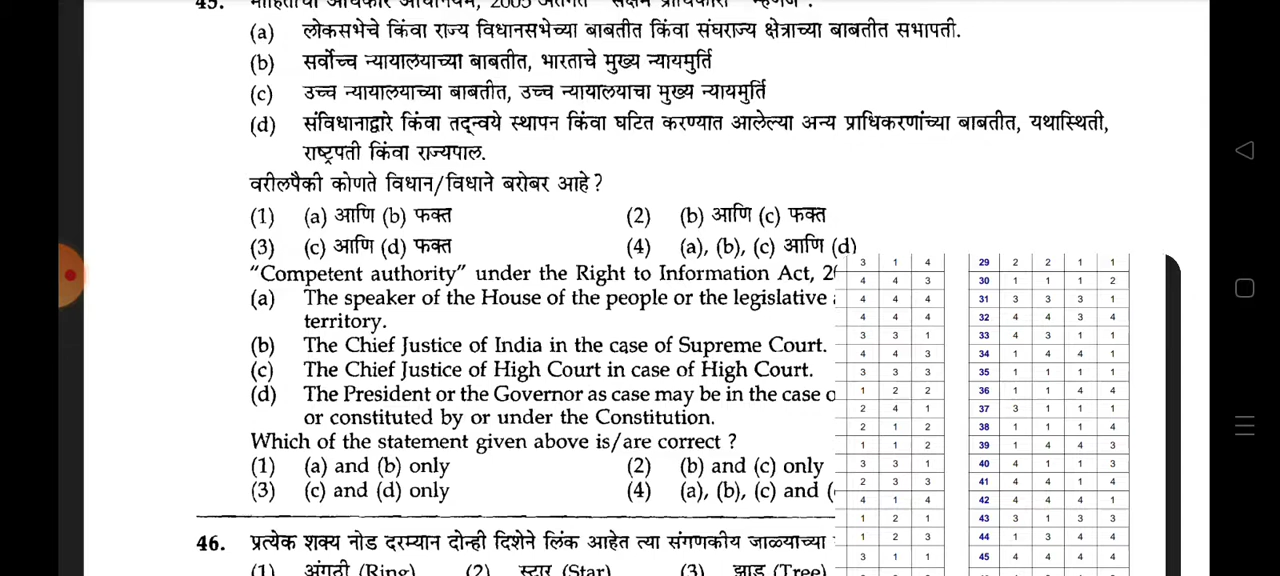 45.
(a) लोकसभेचे किंवा राज्य विधानसभेच्या बाबतीत किंवा संघराज्य क्षेत्राच्या बाबतीत सभापती.
(b) सर्वोच्च न्यायालयाच्या बाबतीत, भारताचे मुख्य न्यायमुर्ति
(c) उच्च न्यायालयाच्या बाबतीत, उच्च न्यायालयाचा मुख्य न्यायमुर्ति
(d) संविधानाद्वारे किंवा तद्न्वये स्थापन किंवा घटित करण्यात आलेल्या अन्य प्राधिकरणांच्या बाबतीत, यथास्थिती,
राष्ट्रपती किंवा राज्यपाल.
वरीलपैकी कोणते विधान/विधाने बरोबर आहे ?
(1) (a) आणि (b) फक्त (2) (b) आणि (c) फक्त
(3) (c) आणि (d) फक्त (4) (a), (b), (c) आणि (d)
"Competent authority" under the Right to Information Act,
(a) The speaker of the House of the people or the legislative
territory.
(b) The Chief Justice of India in the case of Supreme Court.
(c) The Chief Justice of High Court in case of High Court.
(d) The President or the Governor as case may be in the case
or constituted by or under the Constitution.
Which of the statement given above is/are correct ?
(1) (a) and (b) only (2) (b) and (c) only
(3) (c) and (d) only (4) (a), (b), (c) and
46. प्रत्येक शक्य नोड दरम्यान दोन्ही दिशेने लिंक आहेत त्या संगणकीय जाळ्याच्या
(1) अंगठी (Ring) (2) स्टार (Star) (3) झाड (Tree)
3 1 4 29 2 2 1 1
4 4 3 30 1 1 1 2
4 4 4 31 3 3 3 1
4 4 4 32 4 4 3 4
3 3 1 33 4 3 1 1
4 4 3 34 1 4 4 1
3 3 3 35 1 1 1 1
1 2 2 36 1 1 4 4
2 4 1 37 3 1 1 1
2 1 2 38 1 1 1 4
1 1 2 39 1 4 4 3
3 3 1 40 4 1 1 3
2 3 3 41 4 4 1 4
4 1 4 42 4 4 4 1
1 2 1 43 3 1 3 3
1 2 3 44 1 3 4 4
3 1 1 45 4 4 4 4